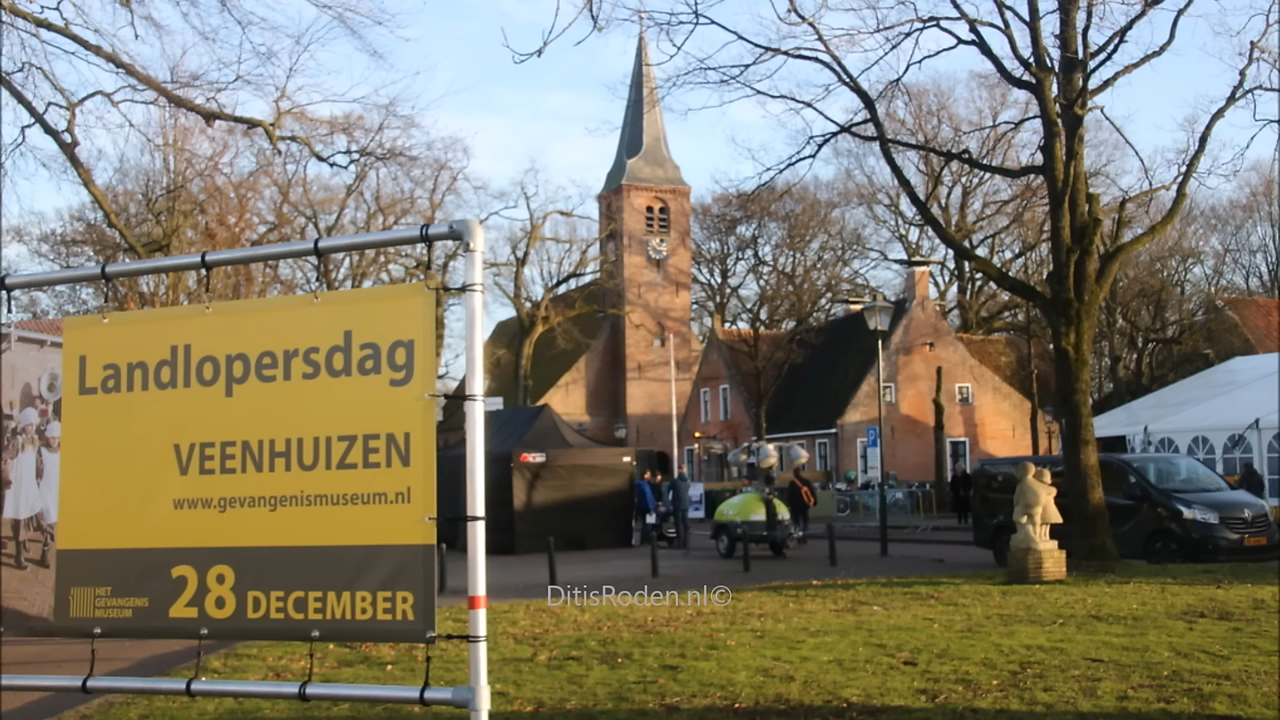 Landlopersdag
VEENHUIZEN
www.gevangenismuseum.nl
HET
GEVANGENIS
MUSEUM
28 DECEMBER
P
DitisRoden.nl©